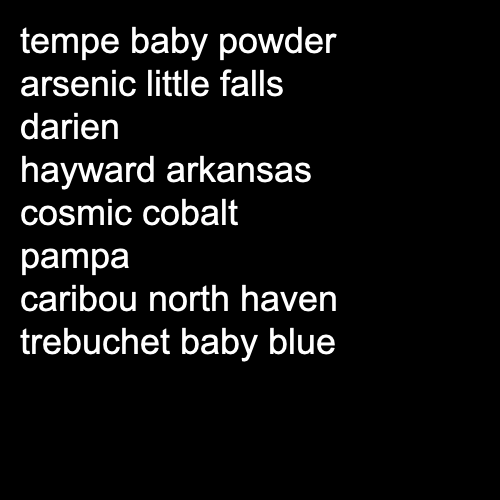 tempe baby powder
arsenic little falls
darien
hayward arkansas
cosmic cobalt
pampa
caribou north haven
trebuchet baby blue